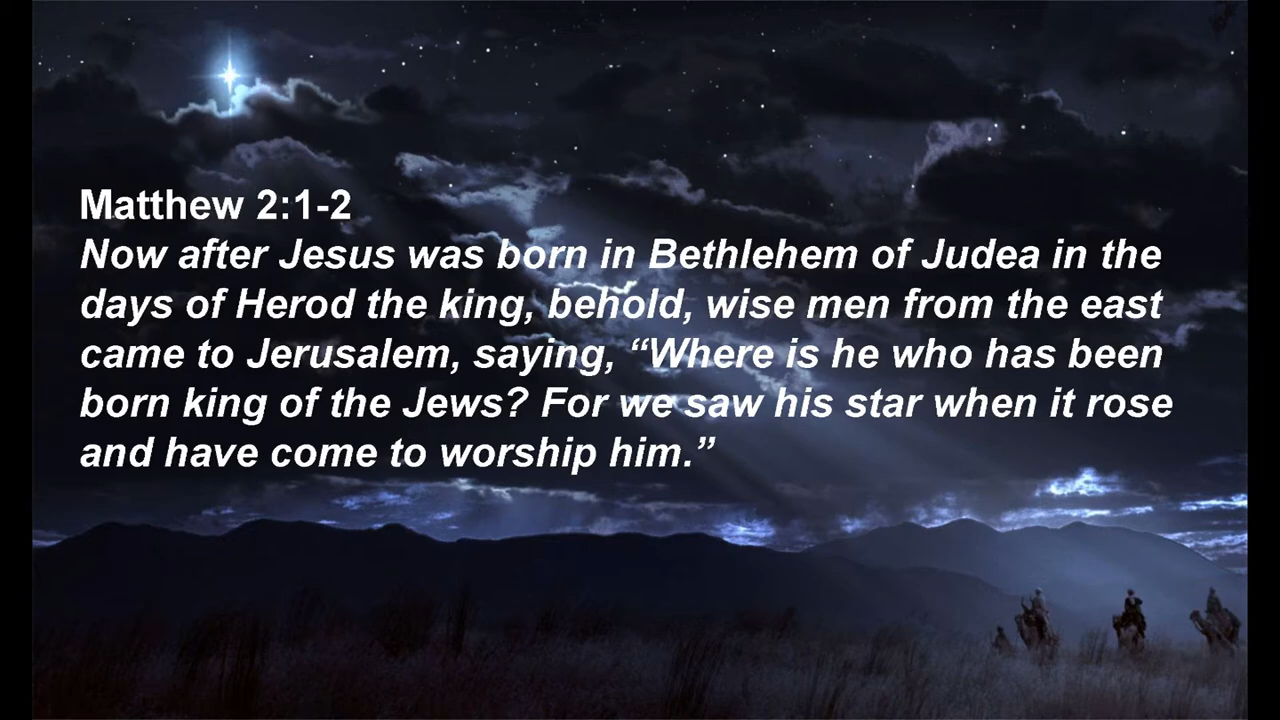 Matthew 2:1-2
Now after Jesus was born in Bethlehem of Judea in the
days of Herod the king, behold, wise men from the east
came to Jerusalem, saying, “Where is he who has been
born king of the Jews? For we saw his star when it rose
and have come to worship him.”